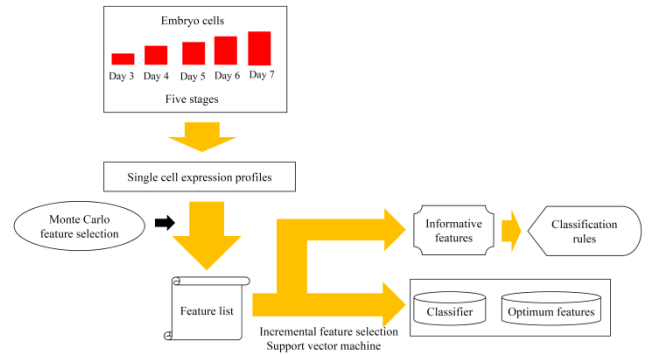 Embryo cells
Day 3 Day 4 Day 5 Day 6 Day 7
Five stages
Single cell expression profiles
Monte Carlo
feature selection
Informative
features
Classification
rules
Feature list
Classifier
Optimum features
Incremental feature selection
Support vector machine